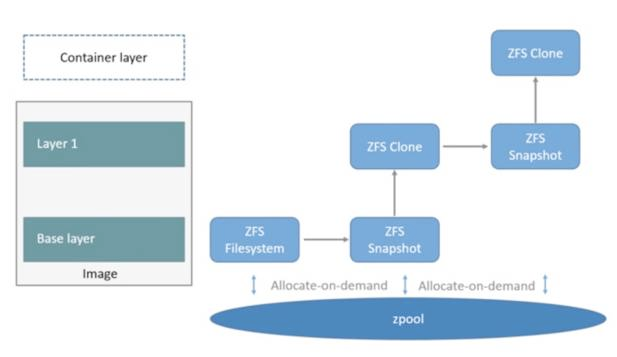 ZFS Clone
Container layer
Layer 1
ZFS Clone
ZFS
Snapshot
Base layer
ZFS
Filesystem
ZFS
Snapshot
Image
Allocate-on-demand
Allocate-on-demand
zpool